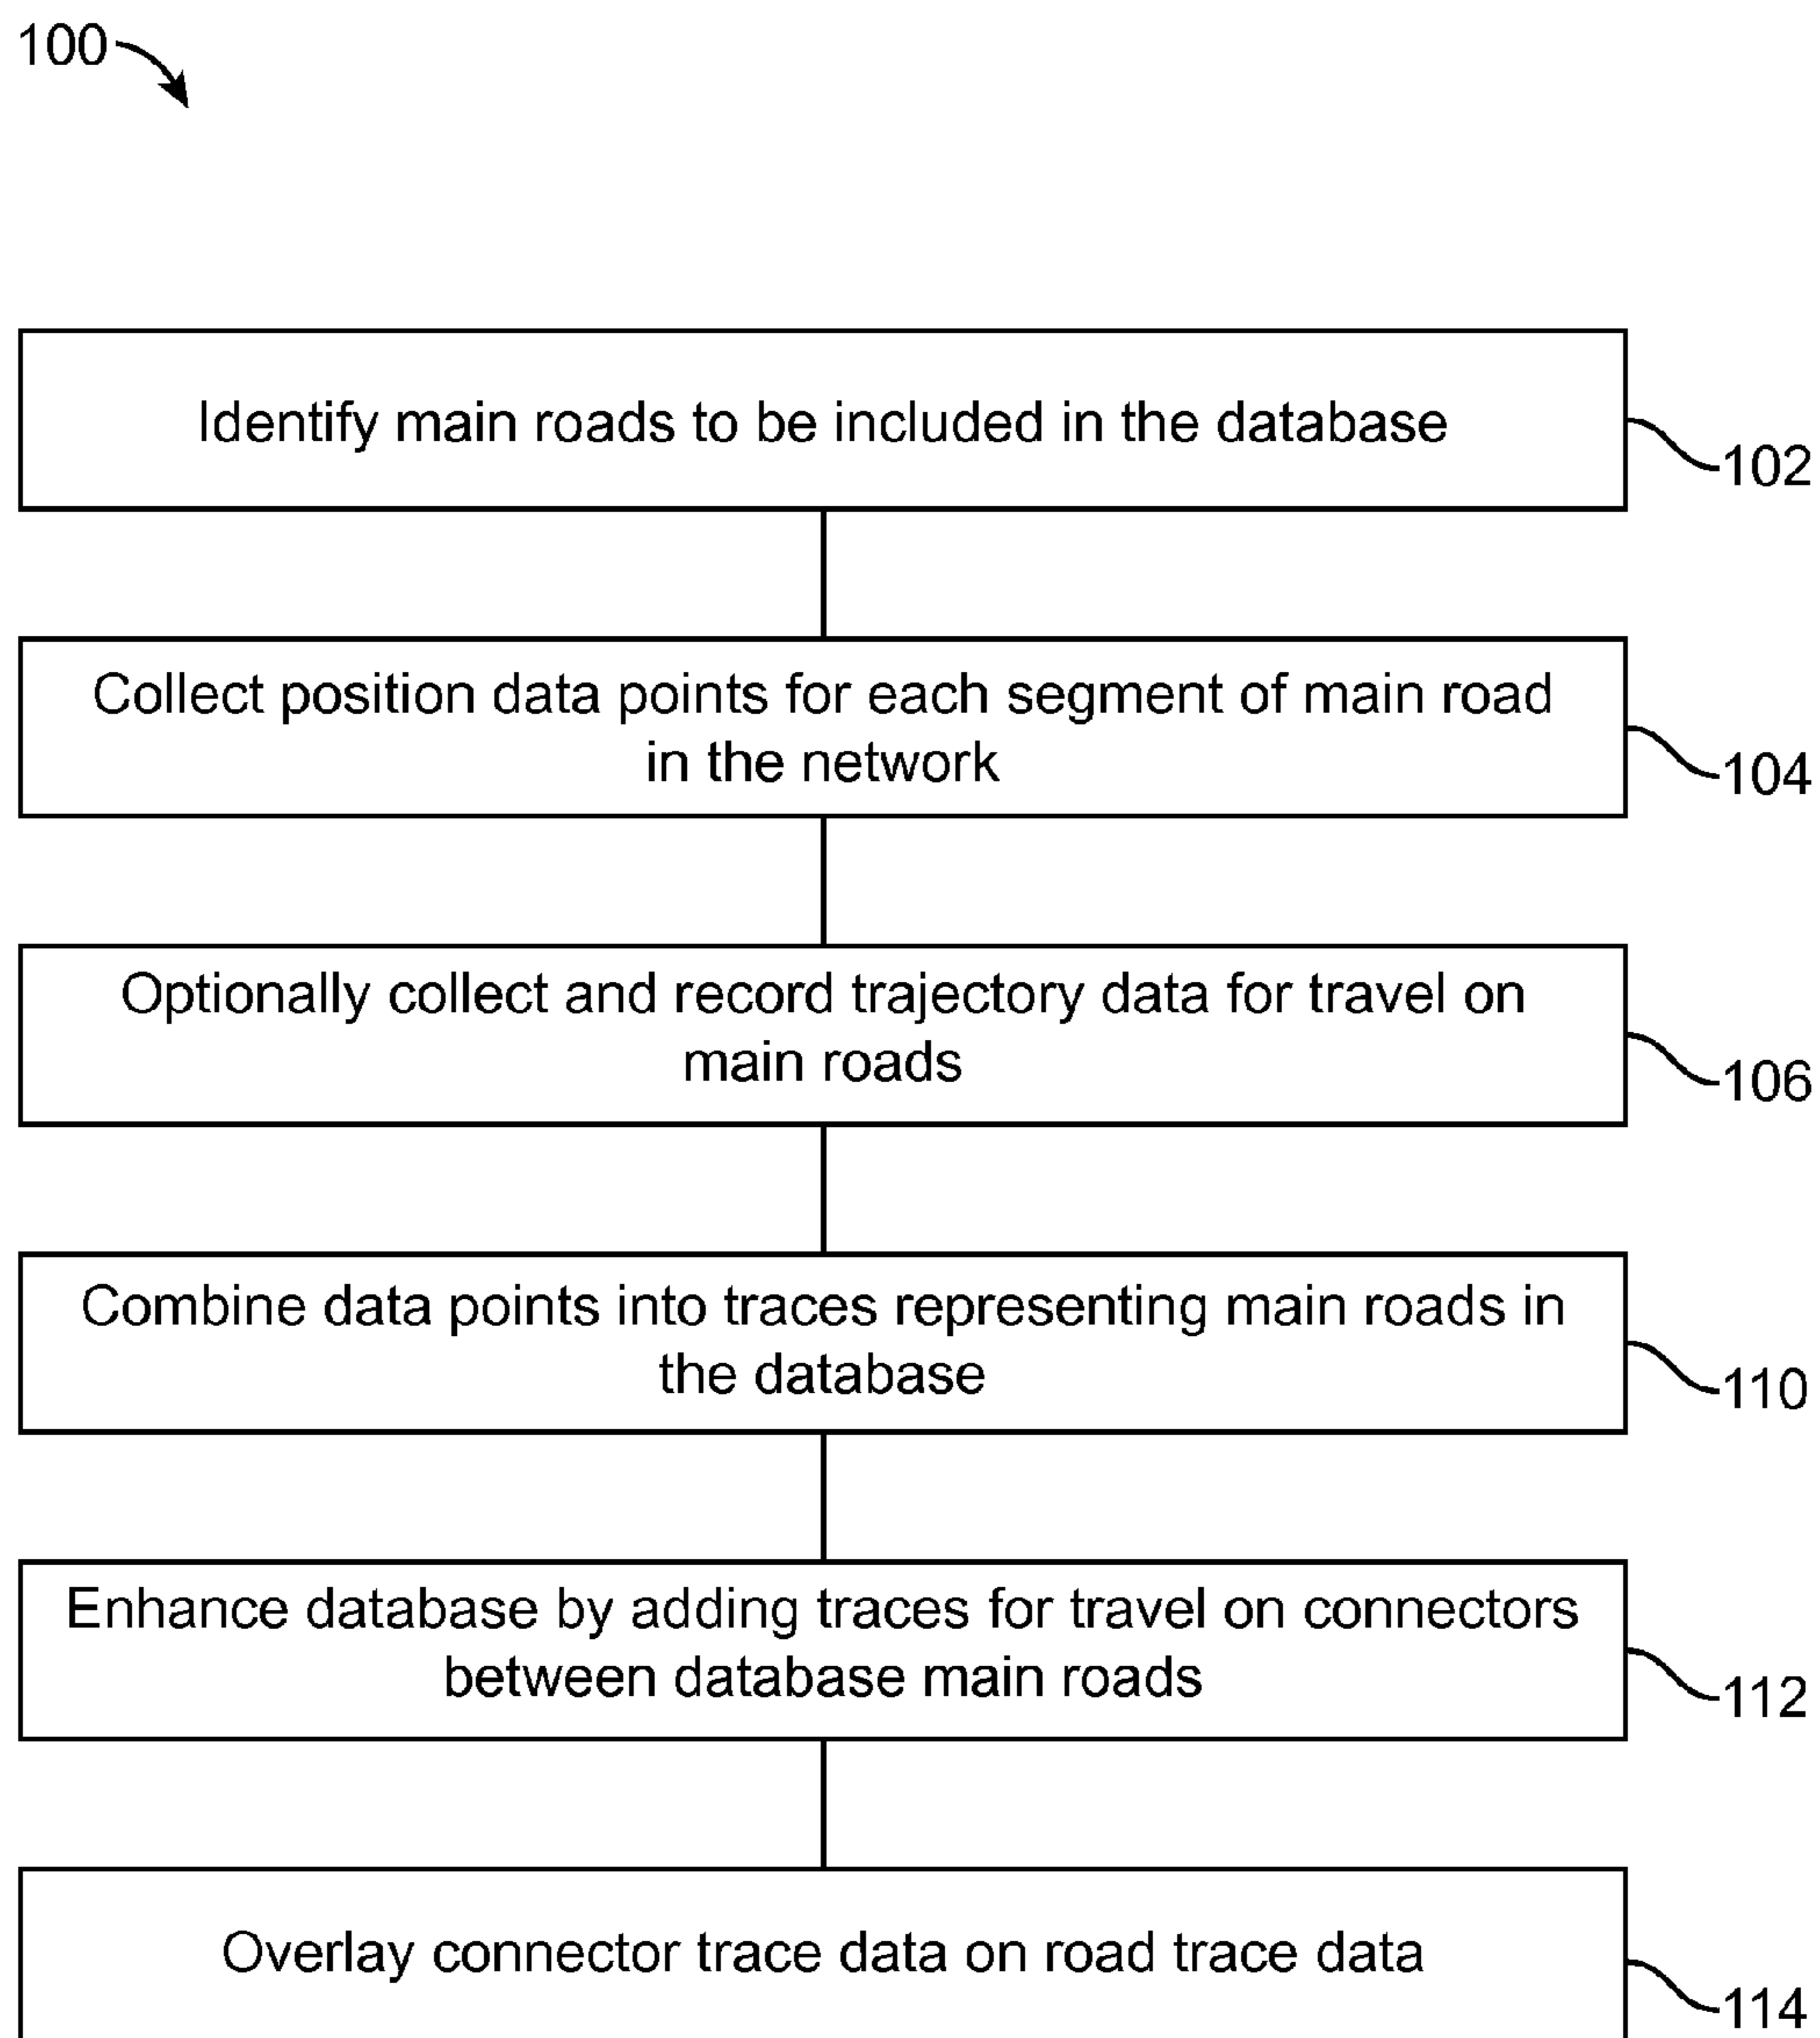 100
Identify main roads to be included in the database
102
Collect position data points for each segment of main road
in the network
104
Optionally collect and record trajectory data for travel on
main roads
106
Combine data points into traces representing main roads in
the database
110
Enhance database by adding traces for travel on connectors
between database main roads
112
Overlay connector trace data on road trace data
114